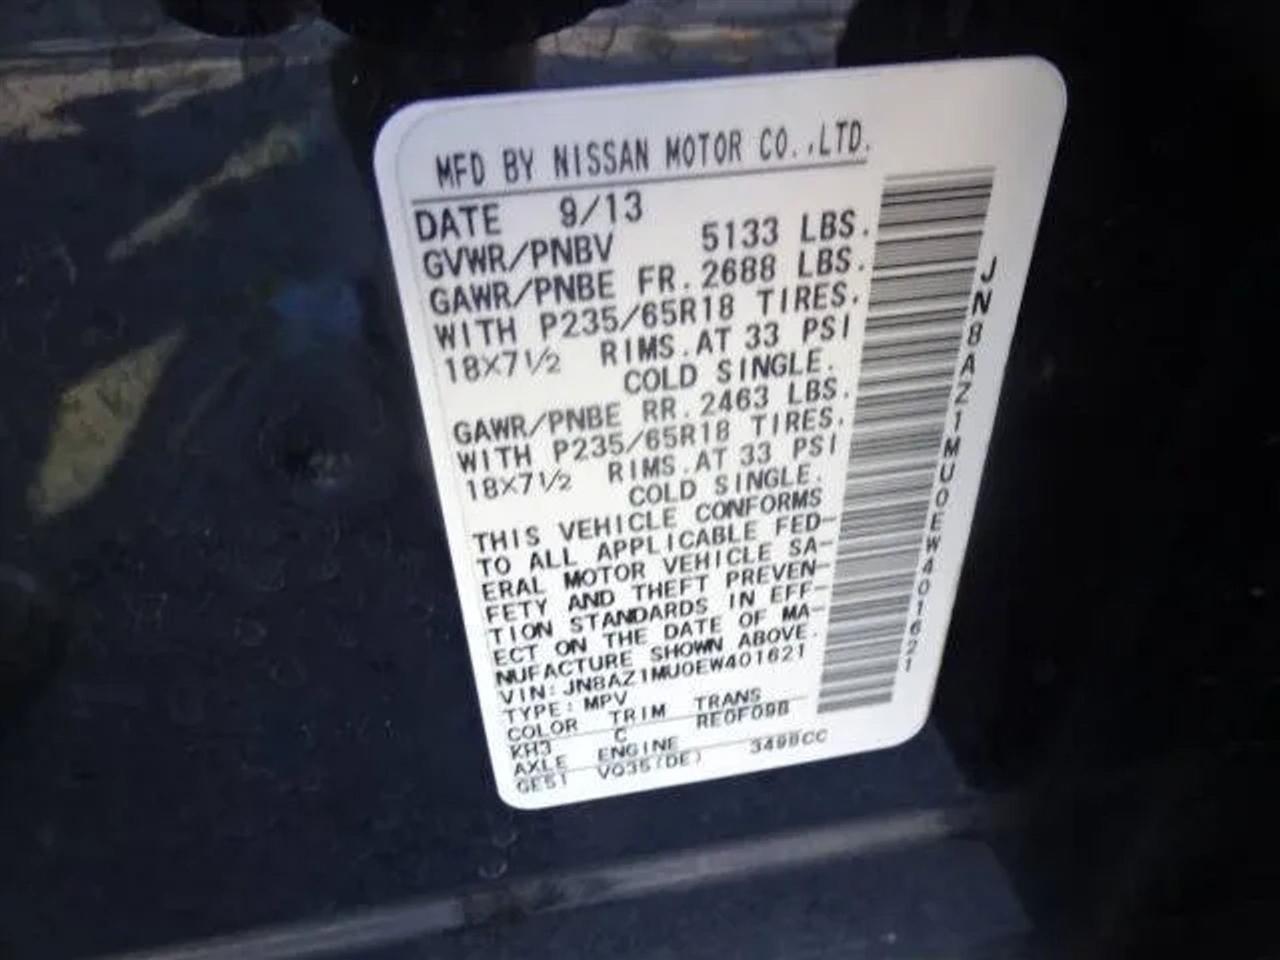 MFD BY NISSAN MOTOR CO.,LTD.
DATE 9/13
GVWR/PNBV 5133 LBS.
GAWR/PNBE FR. 2688 LBS.
WITH P235/65R18 TIRES.
18X7½ RIMS. AT 33 PSI
COLD SINGLE.
GAWR/PNBE RR. 2463 LBS.
WITH P235/65R18 TIRES.
18X7½ RIMS. AT 33 PSI
COLD SINGLE.
THIS VEHICLE CONFORMS
TO ALL APPLICABLE FED-
ERAL MOTOR VEHICLE SA-
FETY AND THEFT PREVEN-
TION STANDARDS IN EFF-
ECT ON THE DATE OF MA-
NUFACTURE SHOWN ABOVE.
VIN: JN8AZ1MU0EW401621
TYPE: MPV
COLOR TRIM TRANS
KH3 C RE0F09B
AXLE ENGINE
GE51 VQ35(DE) 3498CC
JN8AZ1MU0EW401621